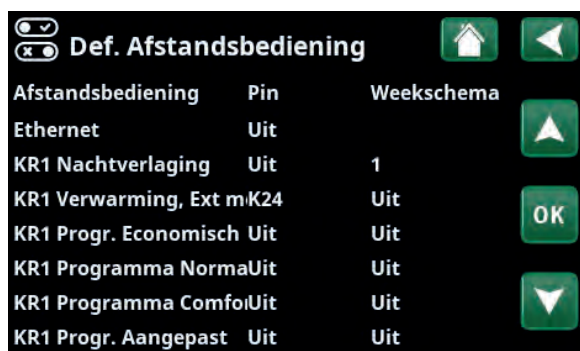 Def. Afstandsbediening
Afstandsbediening Pin Weekschema
Ethernet Uit
KR1 Nachtverlaging Uit 1
KR1 Verwarming, Ext m K24 Uit
KR1 Progr. Economisch Uit Uit
KR1 Programma Norma Uit Uit
KR1 Programma Comfo Uit Uit
KR1 Progr. Aangepast Uit Uit
OK